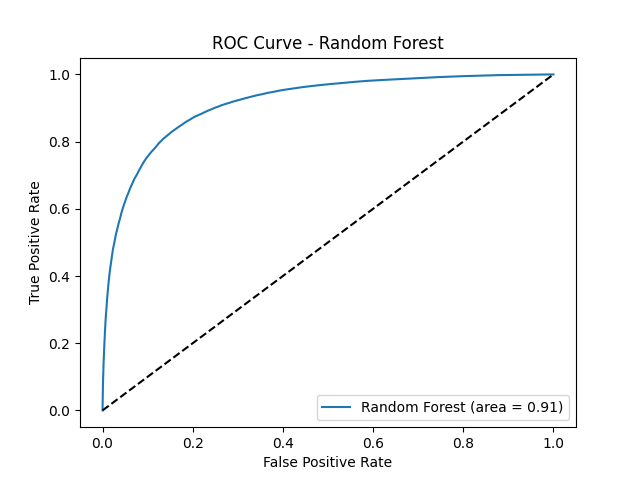 ROC Curve - Random Forest
True Positive Rate
1.0
0.8
0.6
0.4
0.2
0.0
Random Forest (area = 0.91)
0.0 0.2 0.4 0.6 0.8 1.0
False Positive Rate